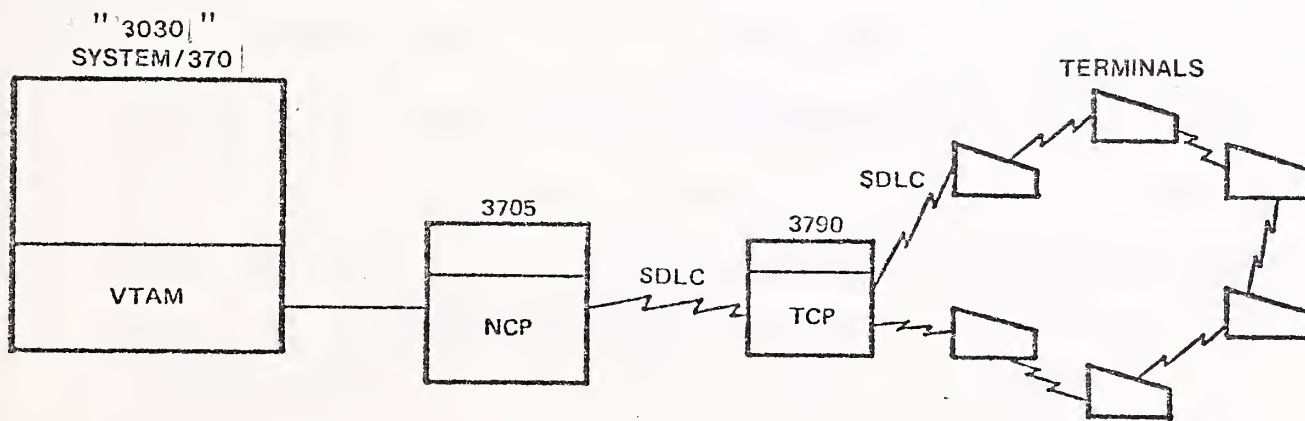 " 3030 "
SYSTEM/370
TERMINALS
SDLC
3705
3790
SDLC
VTAM
NCP
TCP